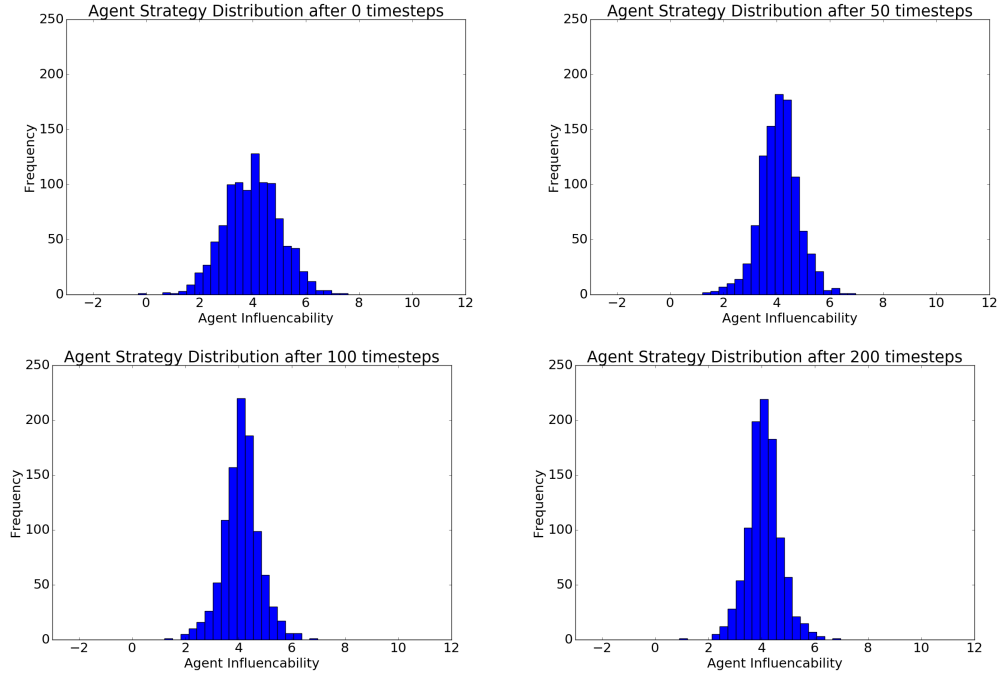 Agent Strategy Distribution after 0 timesteps
250
200
150
100
50
0
Frequency
−2 0 2 4 6 8 10 12
Agent Influencability
Agent Strategy Distribution after 50 timesteps
250
200
150
100
50
0
Frequency
−2 0 2 4 6 8 10 12
Agent Influencability
Agent Strategy Distribution after 100 timesteps
250
200
150
100
50
0
Frequency
−2 0 2 4 6 8 10 12
Agent Influencability
Agent Strategy Distribution after 200 timesteps
250
200
150
100
50
0
Frequency
−2 0 2 4 6 8 10 12
Agent Influencability